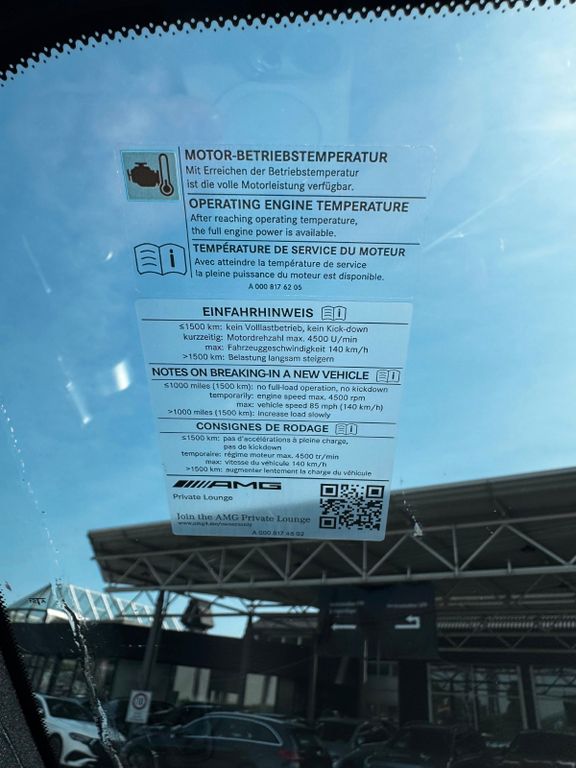 MOTOR-BETRIEBSTEMPERATUR
Mit Erreichen der Betriebstemperatur
ist die volle Motorleistung verfügbar.
OPERATING ENGINE TEMPERATURE
After reaching operating temperature,
the full engine power is available.
TEMPÉRATURE DE SERVICE DU MOTEUR
Avec atteindre la température de service
la pleine puissance du moteur est disponible.
A 000 817 62 05
EINFAHRHINWEIS
≤1500 km: kein Volllastbetrieb, kein Kick-down
kurzzeitig: Motordrehzahl max. 4500 U/min
max: Fahrzeuggeschwindigkeit 140 km/h
>1500 km: Belastung langsam steigern
NOTES ON BREAKING-IN A NEW VEHICLE
≤1000 miles (1500 km): no full-load operation, no kickdown
temporarily: engine speed max. 4500 rpm
max: vehicle speed 85 mph (140 km/h)
>1000 miles (1500 km): increase load slowly
CONSIGNES DE RODAGE
≤1500 km: pas d'accélérations à pleine charge,
pas de kickdown
temporaire: régime moteur max. 4500 tr/min
max: vitesse du véhicule 140 km/h
>1500 km: augmenter lentement la charge du véhicule
AMG
Private Lounge
Join the AMG Private Lounge
A 000 817 48 02